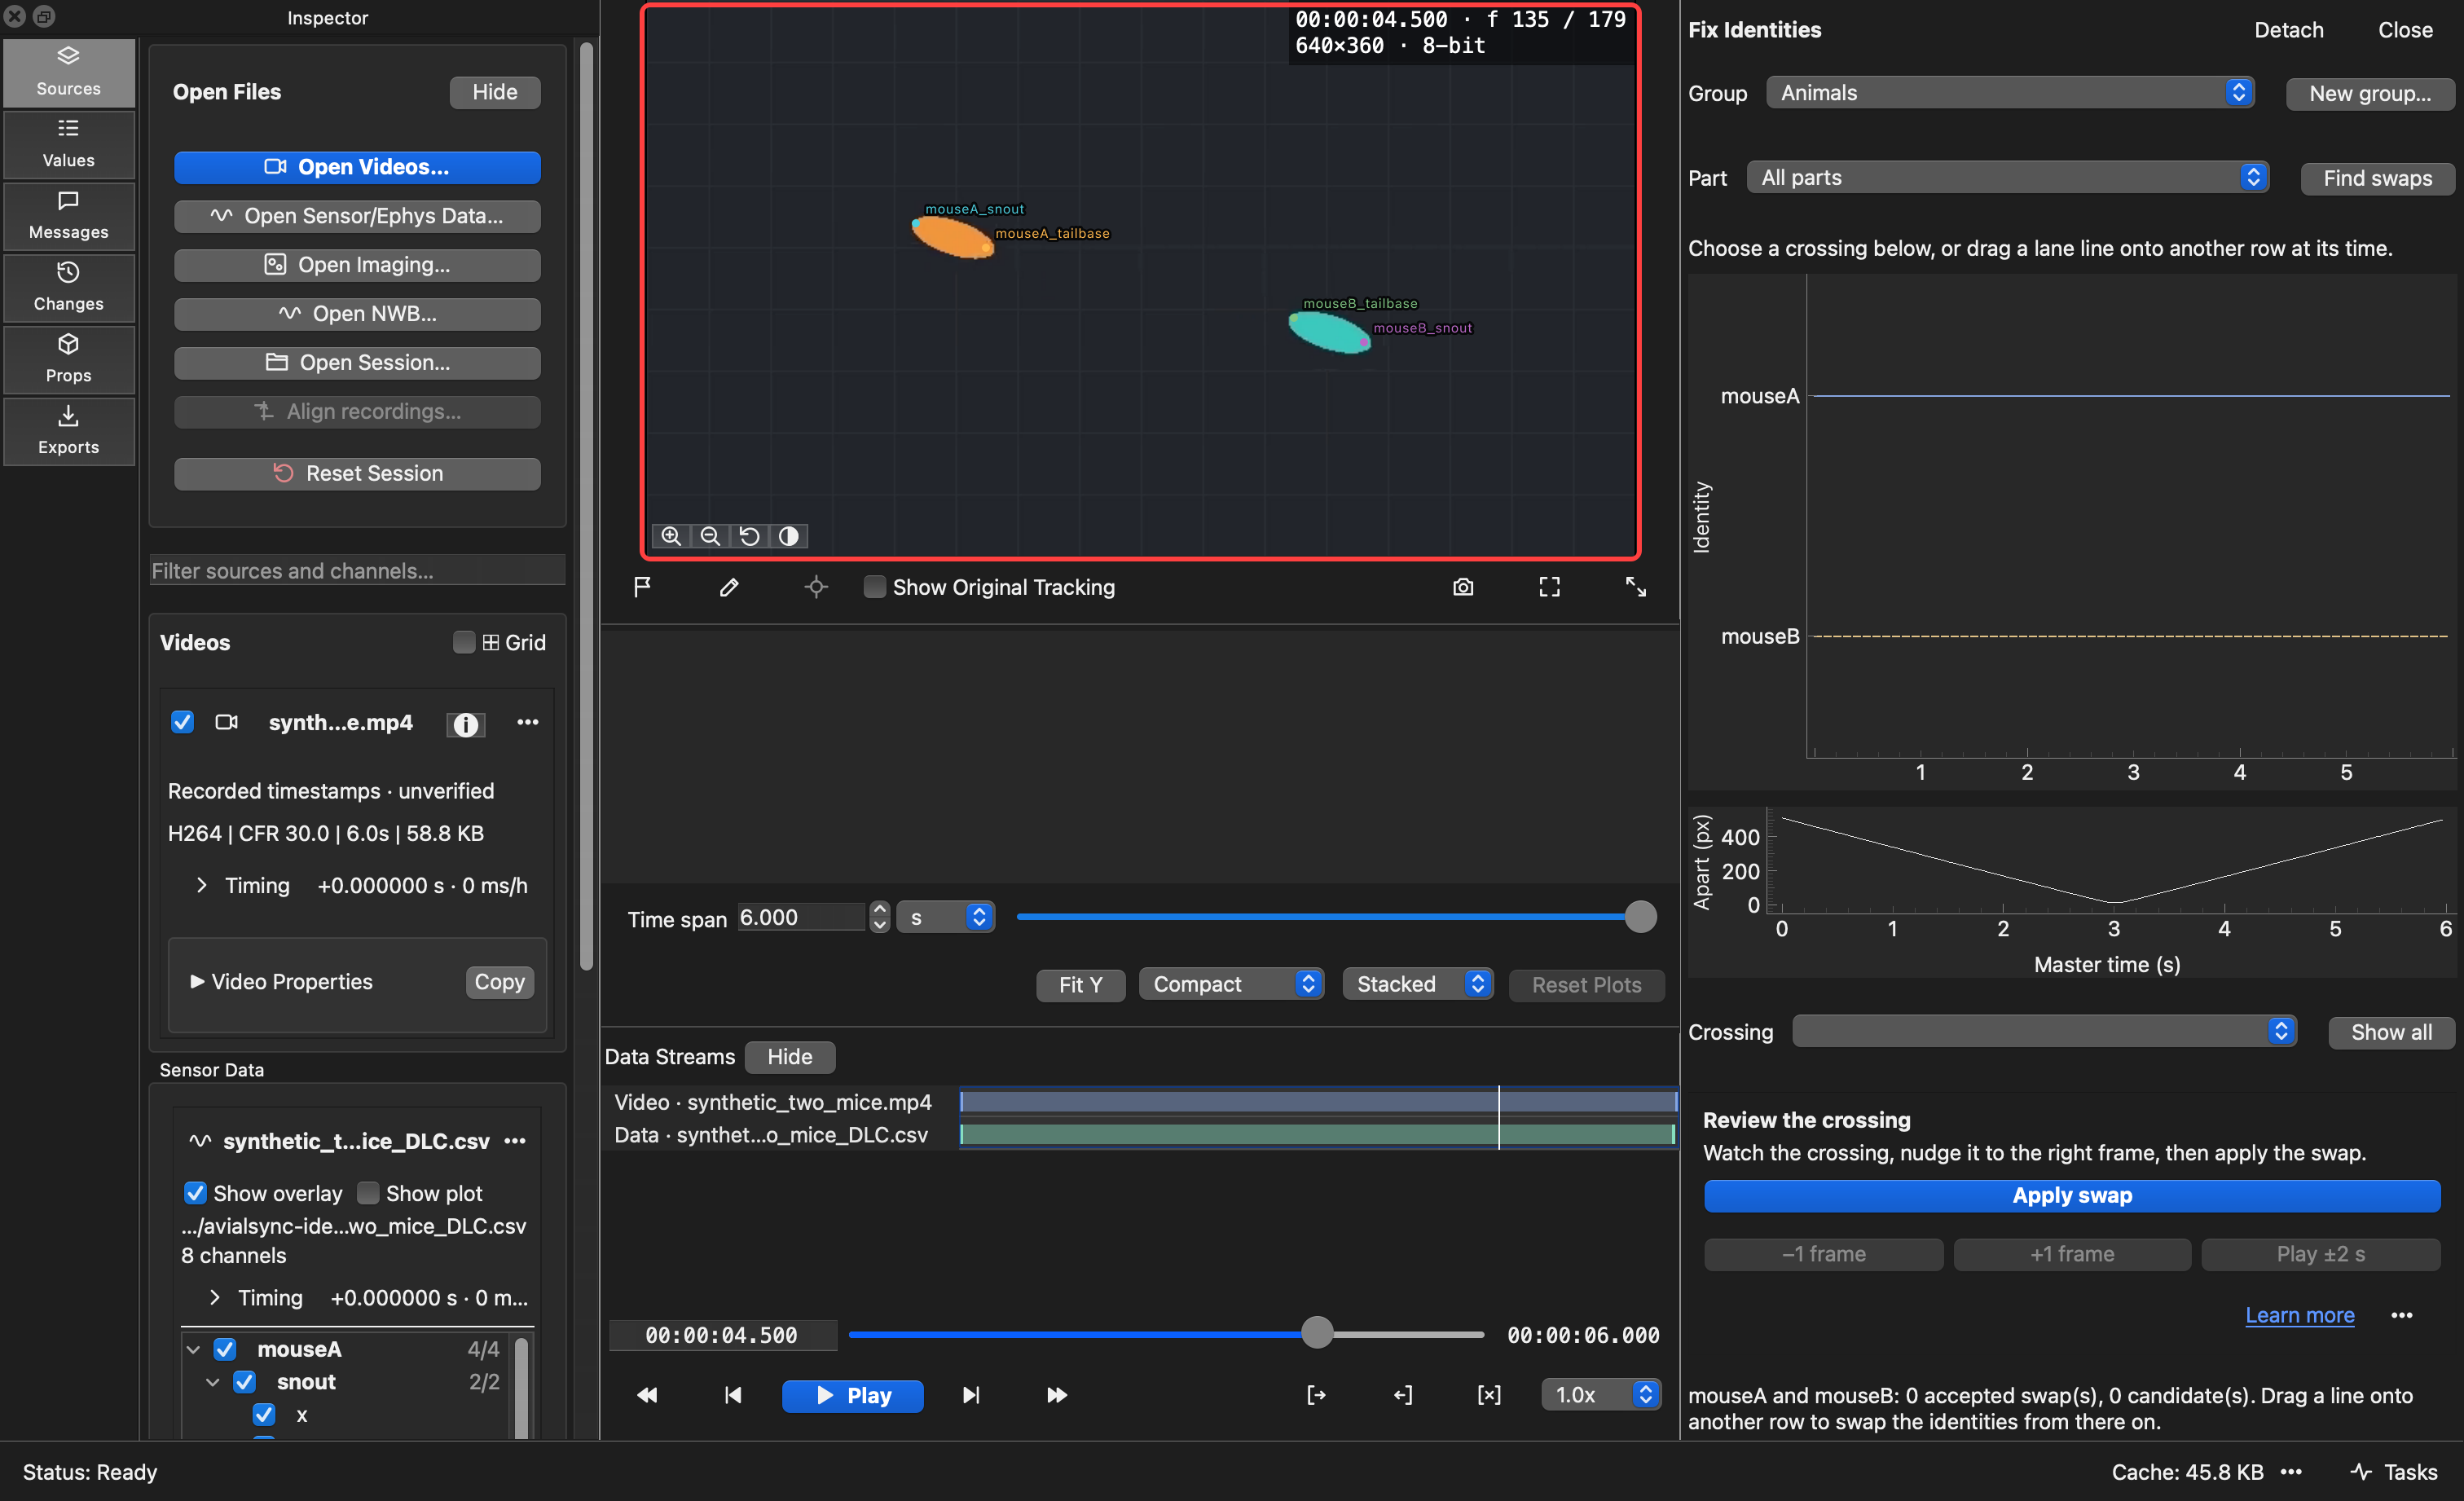 Inspector
Sources
Values
Messages
Changes
Props
Exports
Open Files
Hide
Open Videos...
Open Sensor/Ephys Data...
Open Imaging...
Open NWB...
Open Session...
Align recordings...
Reset Session
Filter sources and channels...
Videos
Grid
synth...e.mp4
Recorded timestamps · unverified
H264 | CFR 30.0 | 6.0s | 58.8 KB
Timing +0.000000 s · 0 ms/h
Video Properties
Copy
Sensor Data
synthetic_t...ice_DLC.csv
Show overlay
Show plot
.../avialsync-ide...wo_mice_DLC.csv
8 channels
Timing +0.000000 s · 0 m...
mouseA 4/4
snout 2/2
x
00:00:04.500 · f 135 / 179
640×360 · 8-bit
mouseA_snout
mouseA_tailbase
mouseB_tailbase
mouseB_snout
Show Original Tracking
Time span 6.000 s
Fit Y
Compact
Stacked
Reset Plots
Data Streams
Hide
Video · synthetic_two_mice.mp4
Data · synthet...o_mice_DLC.csv
00:00:04.500
00:00:06.000
Play
1.0x
Fix Identities
Detach
Close
Group
Animals
New group...
Part
All parts
Find swaps
Choose a crossing below, or drag a lane line onto another row at its time.
Identity
mouseA
mouseB
1 2 3 4 5
Apart (px)
400
200
0
0 1 2 3 4 5 6
Master time (s)
Crossing
Show all
Review the crossing
Watch the crossing, nudge it to the right frame, then apply the swap.
Apply swap
−1 frame
+1 frame
Play ±2 s
Learn more
mouseA and mouseB: 0 accepted swap(s), 0 candidate(s). Drag a line onto
another row to swap the identities from there on.
Status: Ready
Cache: 45.8 KB
Tasks